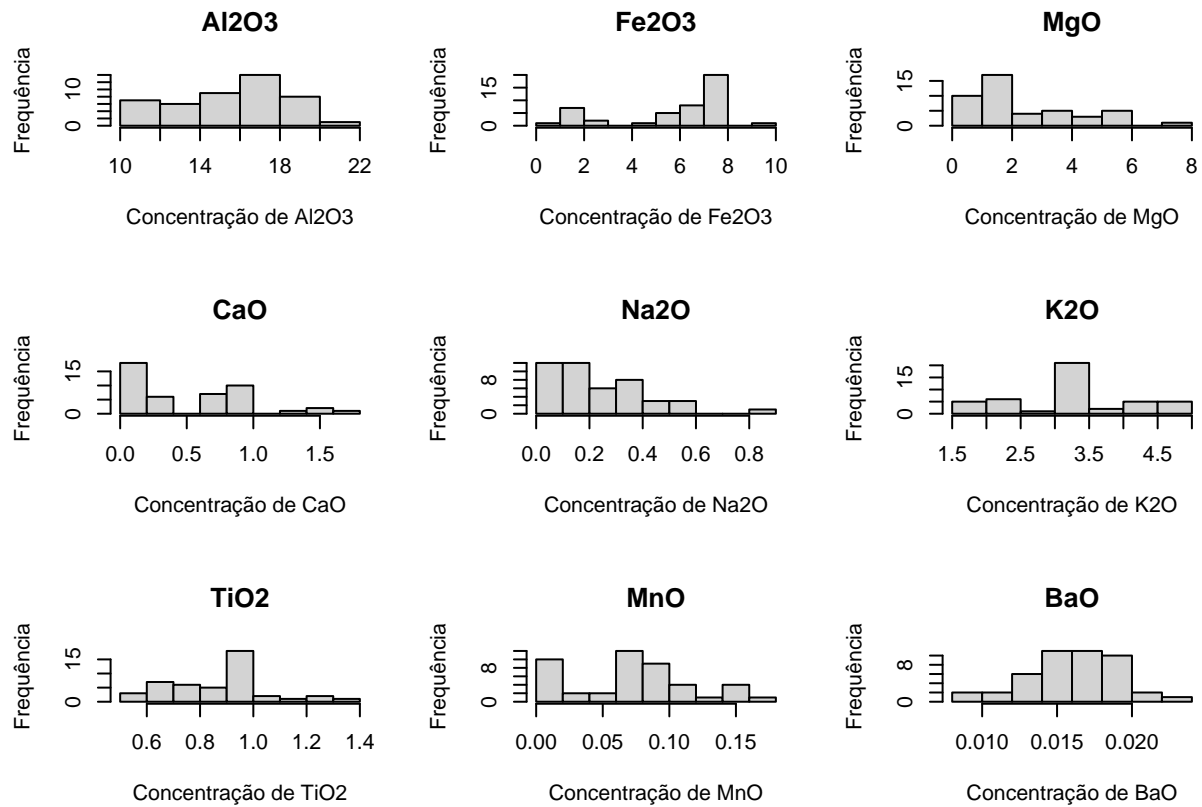 Al2O3
Fe2O3
MgO
Frequência
0 10
10 14 18 22
Concentração de Al2O3
Frequência
0 15
0 2 4 6 8 10
Concentração de Fe2O3
Frequência
0 15
0 2 4 6 8
Concentração de MgO
CaO
Na2O
K2O
Frequência
0 15
0.0 0.5 1.0 1.5
Concentração de CaO
Frequência
0 8
0.0 0.2 0.4 0.6 0.8
Concentração de Na2O
Frequência
0 15
1.5 2.5 3.5 4.5
Concentração de K2O
TiO2
MnO
BaO
Frequência
0 15
0.6 0.8 1.0 1.2 1.4
Concentração de TiO2
Frequência
0 8
0.00 0.05 0.10 0.15
Concentração de MnO
Frequência
0 8
0.010 0.015 0.020
Concentração de BaO